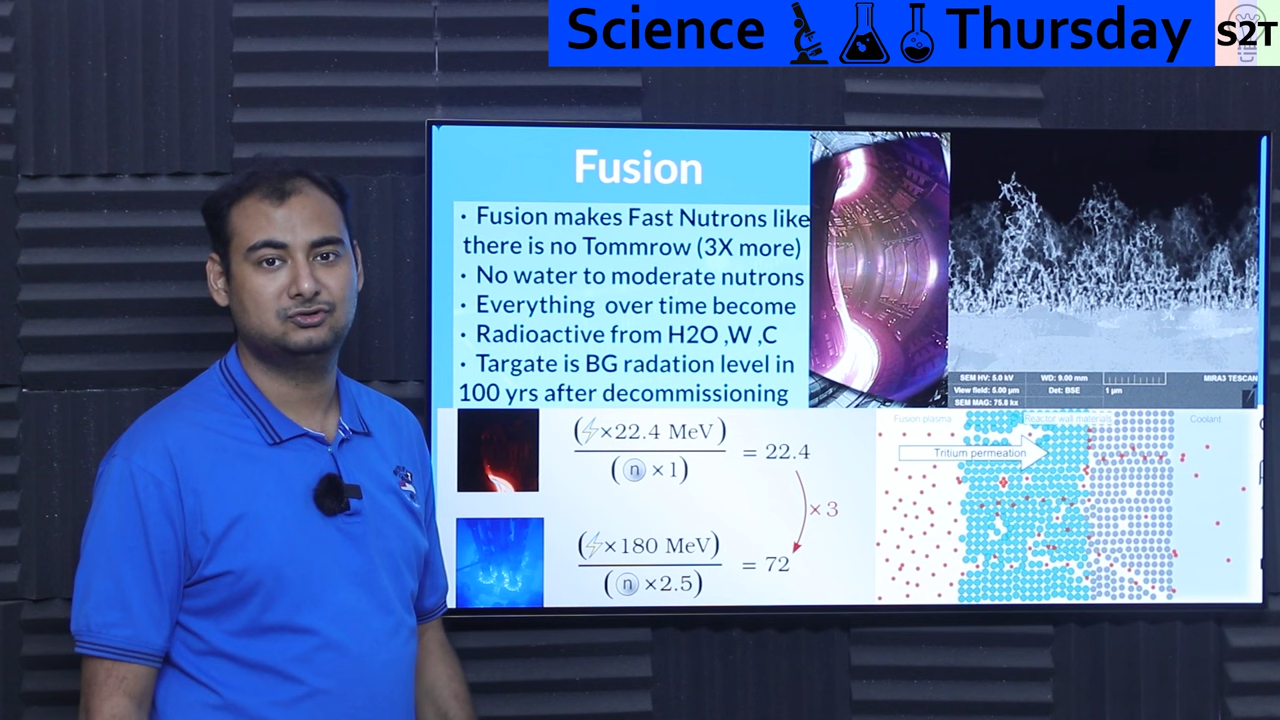 Science Thursday
S2T
Fusion
· Fusion makes Fast Nutrons like
there is no Tommrow (3X more)
· No water to moderate nutrons
· Everything over time become
· Radioactive from H2O ,W ,C
· Targate is BG radation level in
100 yrs after decommissioning
SEM HV: 5.0 kV WD: 9.00 mm MIRA3 TESCAN
View field: 5.00 µm Det: BSE 1 µm
SEM MAG: 75.8 kx
(⚡×22.4 MeV)
(n ×1)
= 22.4
× 3
(⚡×180 MeV)
(n ×2.5)
= 72
Fusion plasma Reactor wall materials Coolant
Tritium permeation